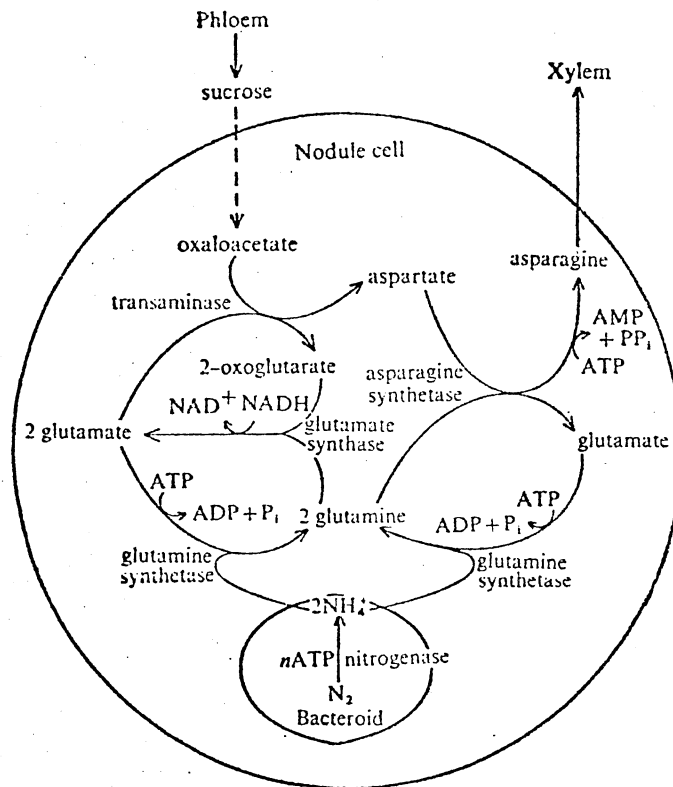 Phloem
sucrose
Xylem
Nodule cell
oxaloacetate
aspartate
asparagine
transaminase
AMP
+ PPᵢ
ATP
2-oxoglutarate
asparagine
synthetase
NAD⁺ NADH
glutamate
synthase
2 glutamate
glutamate
ATP
ADP + Pᵢ
2 glutamine
ATP
ADP + Pᵢ
glutamine
synthetase
glutamine
synthetase
2NH₄⁺
nATP nitrogenase
N₂
Bacteroid